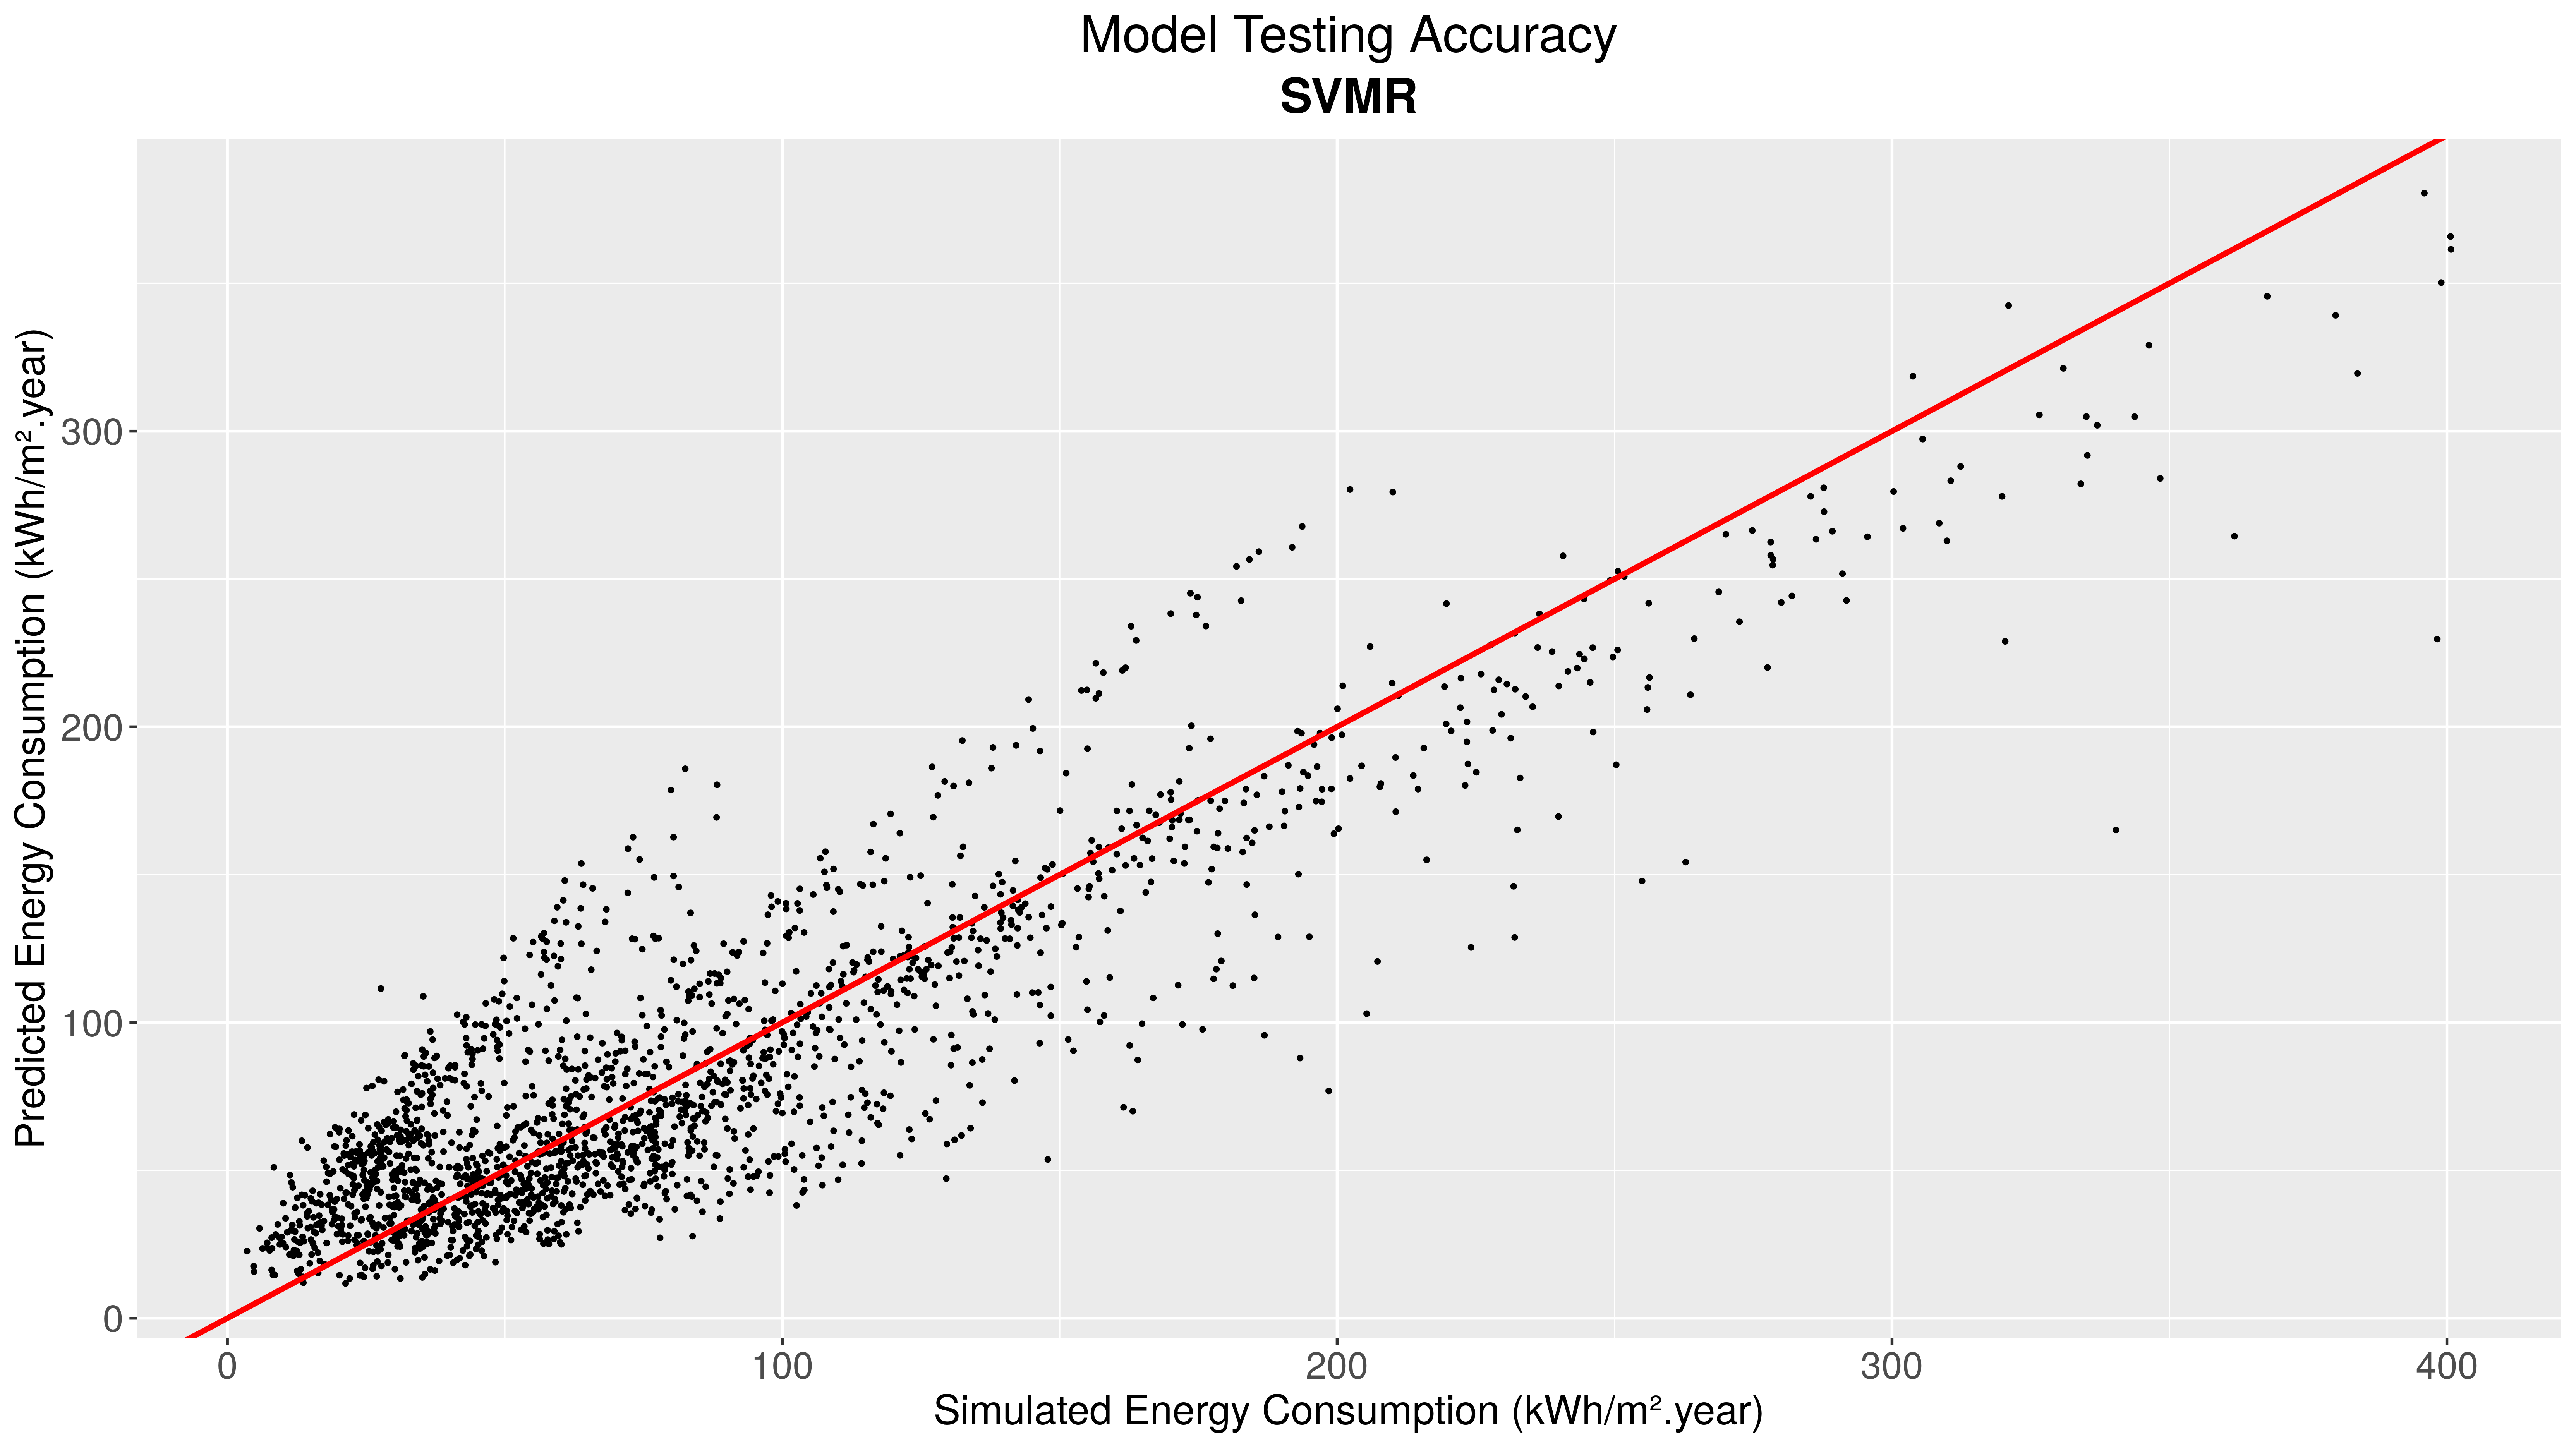 Model Testing Accuracy
SVMR
Predicted Energy Consumption (kWh/m².year)
300
200
100
0
0 100 200 300 400
Simulated Energy Consumption (kWh/m².year)